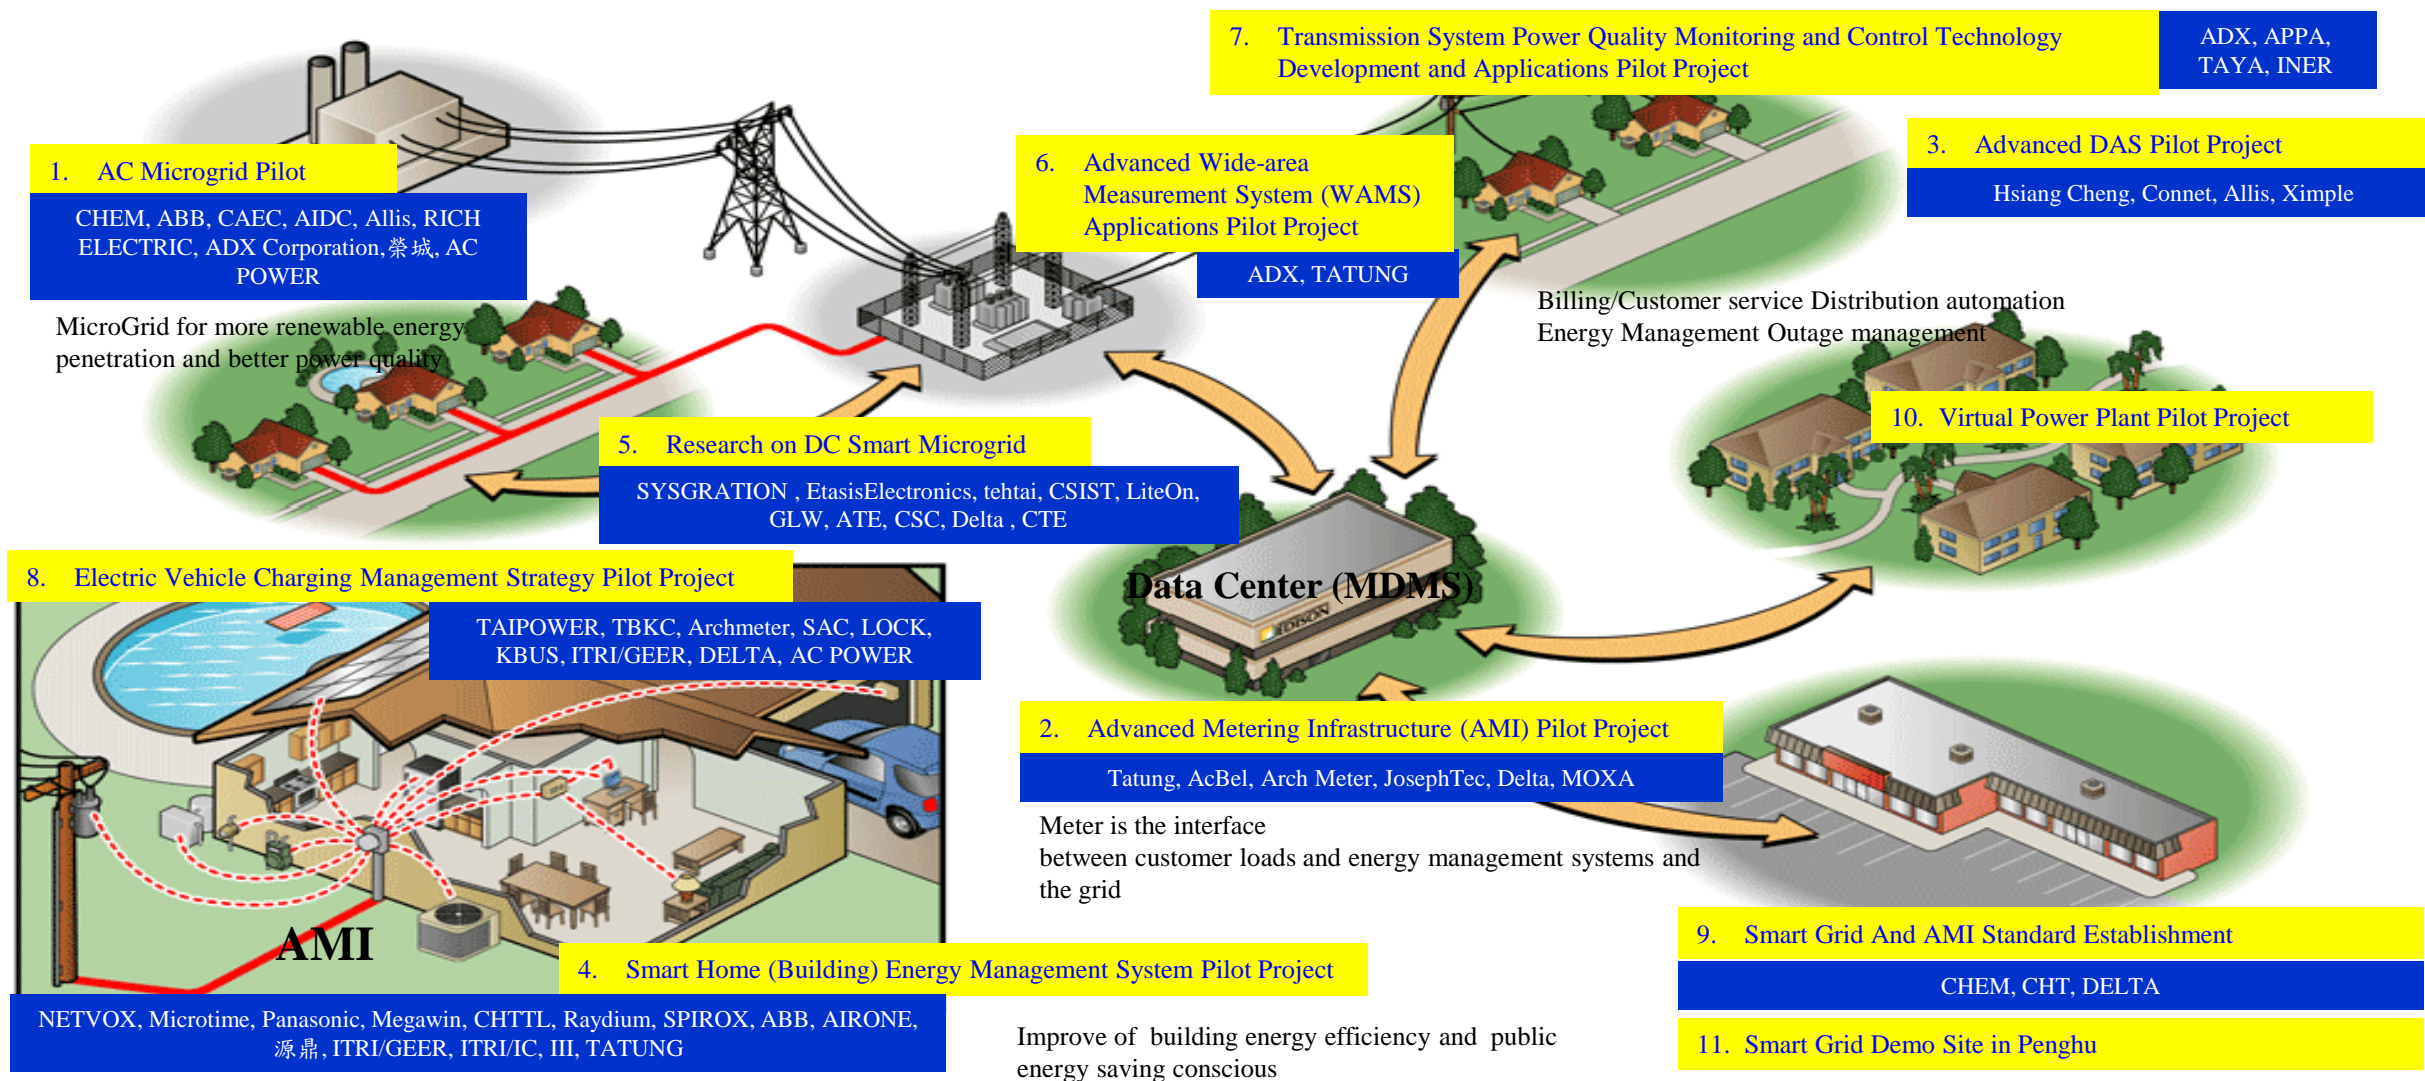 7. Transmission System Power Quality Monitoring and Control Technology
Development and Applications Pilot Project
ADX, APPA,
TAYA, INER
1. AC Microgrid Pilot
CHEM, ABB, CAEC, AIDC, Allis, RICH
ELECTRIC, ADX Corporation,榮城, AC
POWER
MicroGrid for more renewable energy
penetration and better power quality
6. Advanced Wide-area
Measurement System (WAMS)
Applications Pilot Project
ADX, TATUNG
3. Advanced DAS Pilot Project
Hsiang Cheng, Connet, Allis, Ximple
Billing/Customer service Distribution automation
Energy Management Outage management
10. Virtual Power Plant Pilot Project
5. Research on DC Smart Microgrid
SYSGRATION , EtasisElectronics, tehtai, CSIST, LiteOn,
GLW, ATE, CSC, Delta , CTE
8. Electric Vehicle Charging Management Strategy Pilot Project
TAIPOWER, TBKC, Archmeter, SAC, LOCK,
KBUS, ITRI/GEER, DELTA, AC POWER
Data Center (MDMS)
EDISON
2. Advanced Metering Infrastructure (AMI) Pilot Project
Tatung, AcBel, Arch Meter, JosephTec, Delta, MOXA
Meter is the interface
between customer loads and energy management systems and
the grid
AMI
4. Smart Home (Building) Energy Management System Pilot Project
NETVOX, Microtime, Panasonic, Megawin, CHTTL, Raydium, SPIROX, ABB, AIRONE,
源鼎, ITRI/GEER, ITRI/IC, III, TATUNG
Improve of building energy efficiency and public
energy saving conscious
9. Smart Grid And AMI Standard Establishment
CHEM, CHT, DELTA
11. Smart Grid Demo Site in Penghu